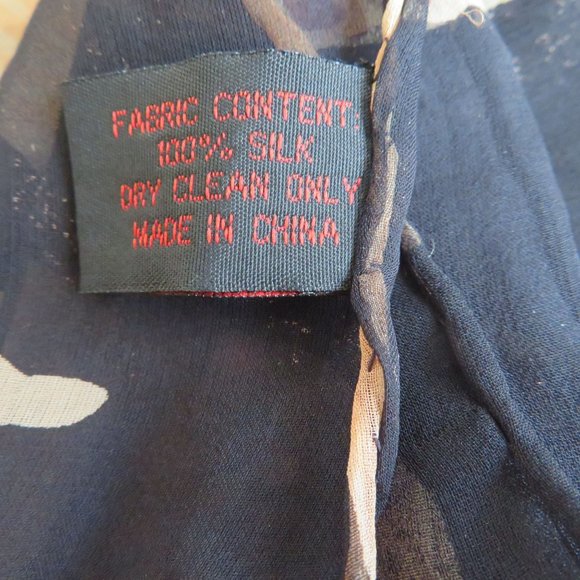 FABRIC CONTENT:
100% SILK
DRY CLEAN ONLY
MADE IN CHINA